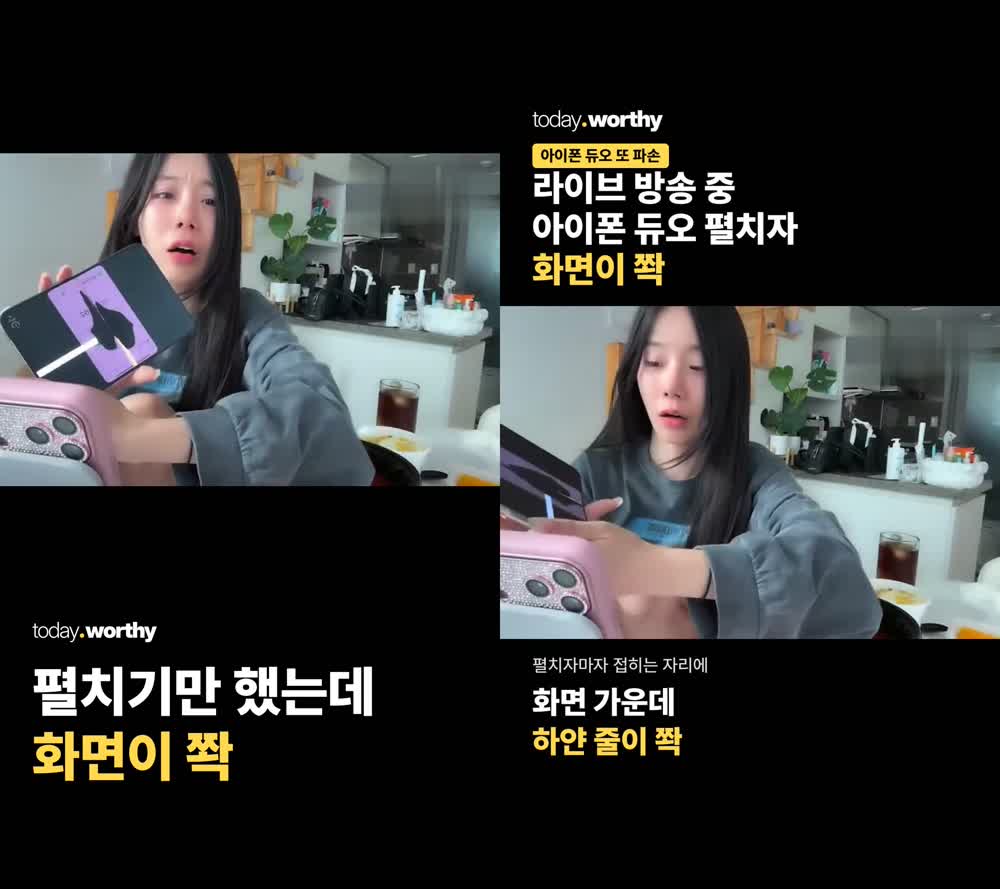 today.worthy
펼치기만 했는데
화면이 쫙
today.worthy
아이폰 듀오 또 파손
라이브 방송 중
아이폰 듀오 펼치자
화면이 쫙
펼치자마자 접히는 자리에
화면 가운데
하얀 줄이 쫙